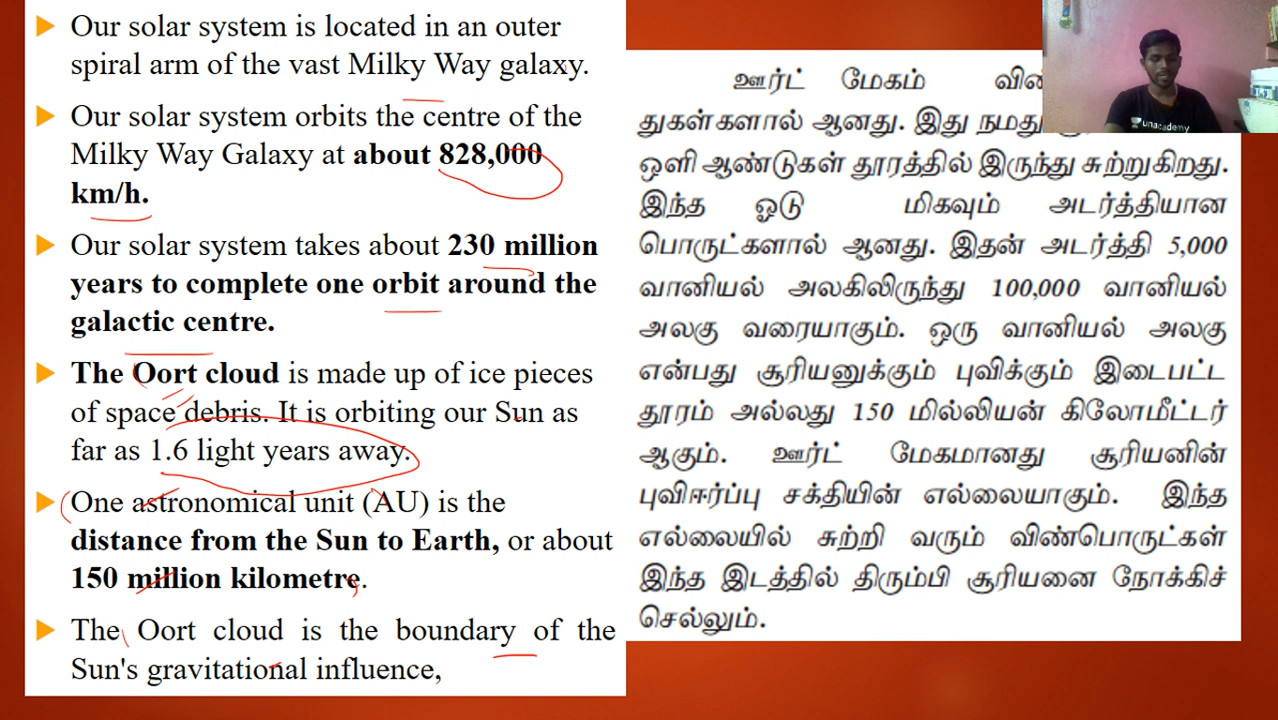 Our solar system is located in an outer
spiral arm of the vast Milky Way galaxy.
Our solar system orbits the centre of the
Milky Way Galaxy at about 828,000
km/h.
Our solar system takes about 230 million
years to complete one orbit around the
galactic centre.
The Oort cloud is made up of ice pieces
of space debris. It is orbiting our Sun as
far as 1.6 light years away.
One astronomical unit (AU) is the
distance from the Sun to Earth, or about
150 million kilometre.
The Oort cloud is the boundary of the
Sun's gravitational influence,
ஊர்ட் மேகம்
துகள்களால் ஆனது. இது நமது
ஒளி ஆண்டுகள் தூரத்தில் இருந்து சுற்றுகிறது.
இந்த ஓடு மிகவும் அடர்த்தியான
பொருட்களால் ஆனது. இதன் அடர்த்தி 5,000
வானியல் அலகிலிருந்து 100,000 வானியல்
அலகு வரையாகும். ஒரு வானியல் அலகு
என்பது சூரியனுக்கும் புவிக்கும் இடைபட்ட
தூரம் அல்லது 150 மில்லியன் கிலோமீட்டர்
ஆகும். ஊர்ட் மேகமானது சூரியனின்
புவிஈர்ப்பு சக்தியின் எல்லையாகும். இந்த
எல்லையில் சுற்றி வரும் விண்பொருட்கள்
இந்த இடத்தில் திரும்பி சூரியனை நோக்கிச்
செல்லும்.
unacademy